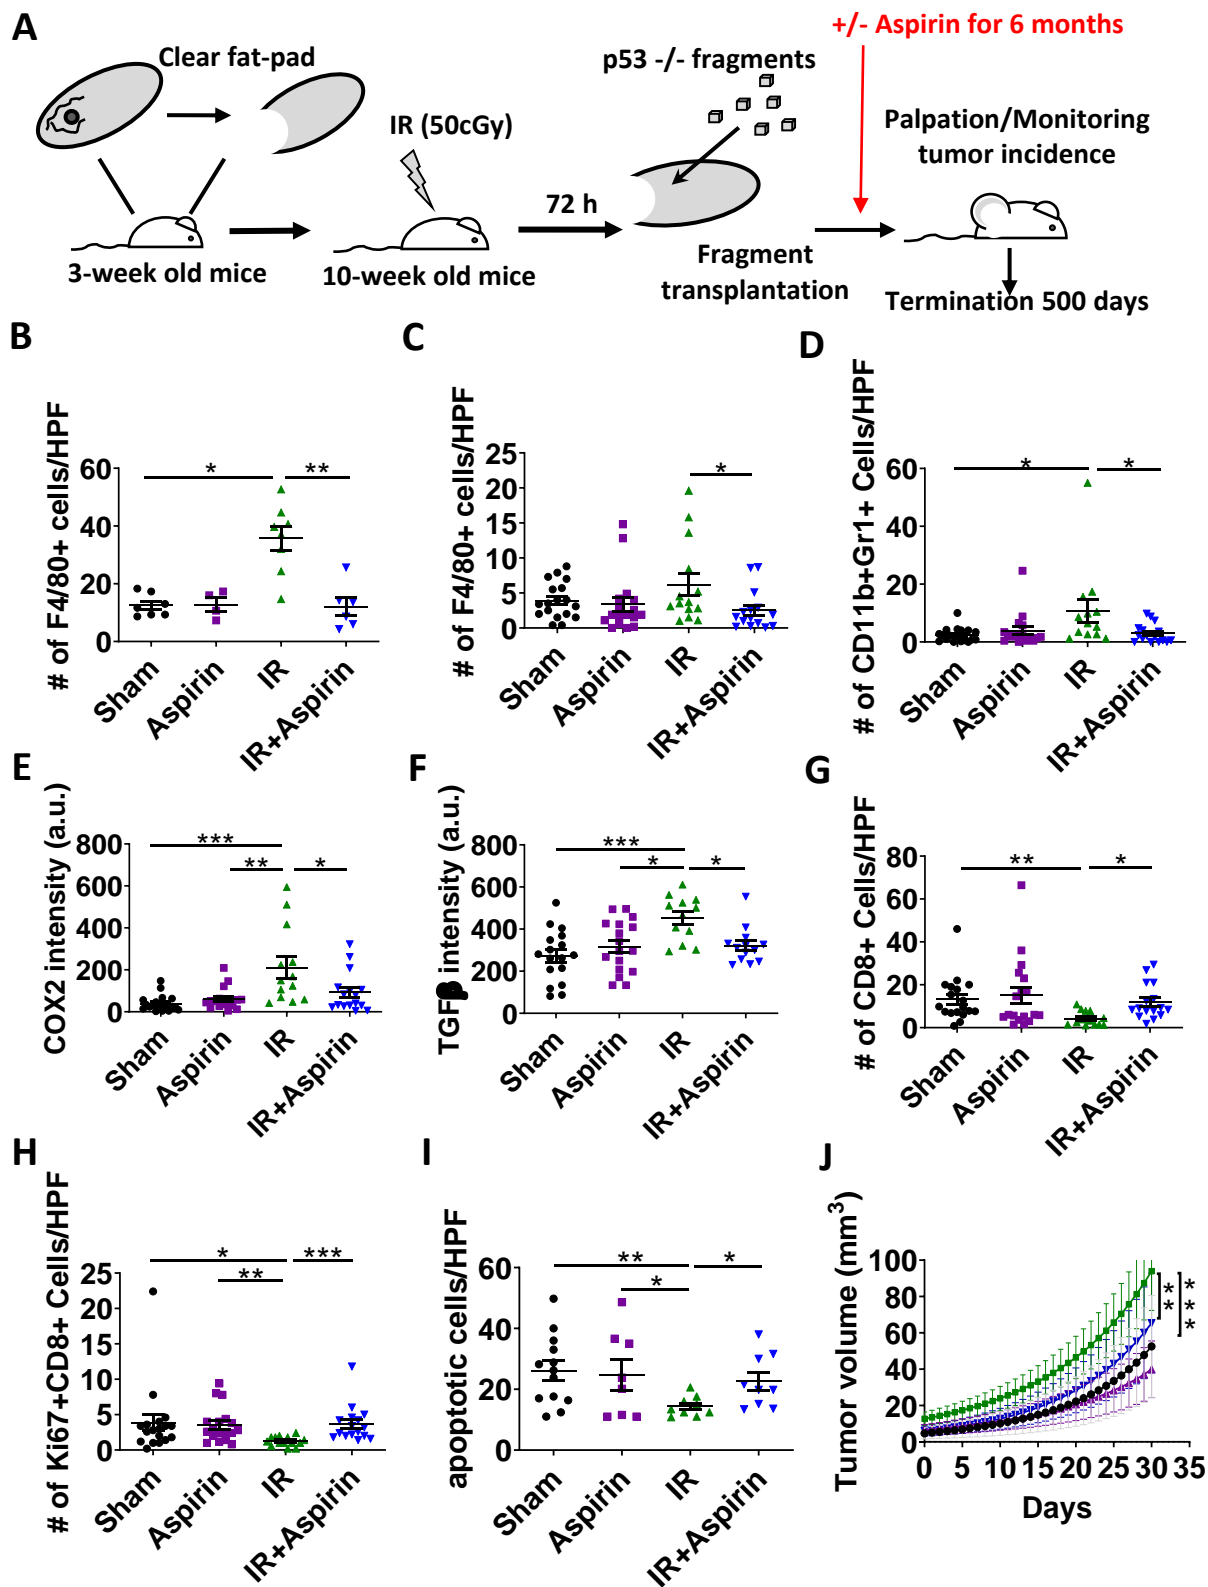 A
Clear fat-pad
p53 -/- fragments
+/- Aspirin for 6 months
IR (50cGy)
Palpation/Monitoring
tumor incidence
72 h
3-week old mice
10-week old mice
Fragment
transplantation
Termination 500 days
B
# of F4/80+ cells/HPF
60
40
20
0
*
**
Sham
Aspirin
IR
IR+Aspirin
C
# of F4/80+ cells/HPF
25
20
15
10
5
0
*
Sham
Aspirin
IR
IR+Aspirin
D
# of CD11b+Gr1+ Cells/HPF
60
40
20
0
*
*
Sham
Aspirin
IR
IR+Aspirin
E
COX2 intensity (a.u.)
800
600
400
200
0
***
**
*
Sham
Aspirin
IR
IR+Aspirin
F
TGF intensity (a.u.)
800
600
400
200
0
***
*
*
Sham
Aspirin
IR
IR+Aspirin
G
# of CD8+ Cells/HPF
80
60
40
20
0
**
*
Sham
Aspirin
IR
IR+Aspirin
H
# of Ki67+CD8+ Cells/HPF
25
20
15
10
5
0
*
***
**
Sham
Aspirin
IR
IR+Aspirin
I
apoptotic cells/HPF
60
40
20
0
**
*
*
Sham
Aspirin
IR
IR+Aspirin
J
Tumor volume (mm³)
100
80
60
40
20
0
**
***
0 5 10 15 20 25 30 35
Days